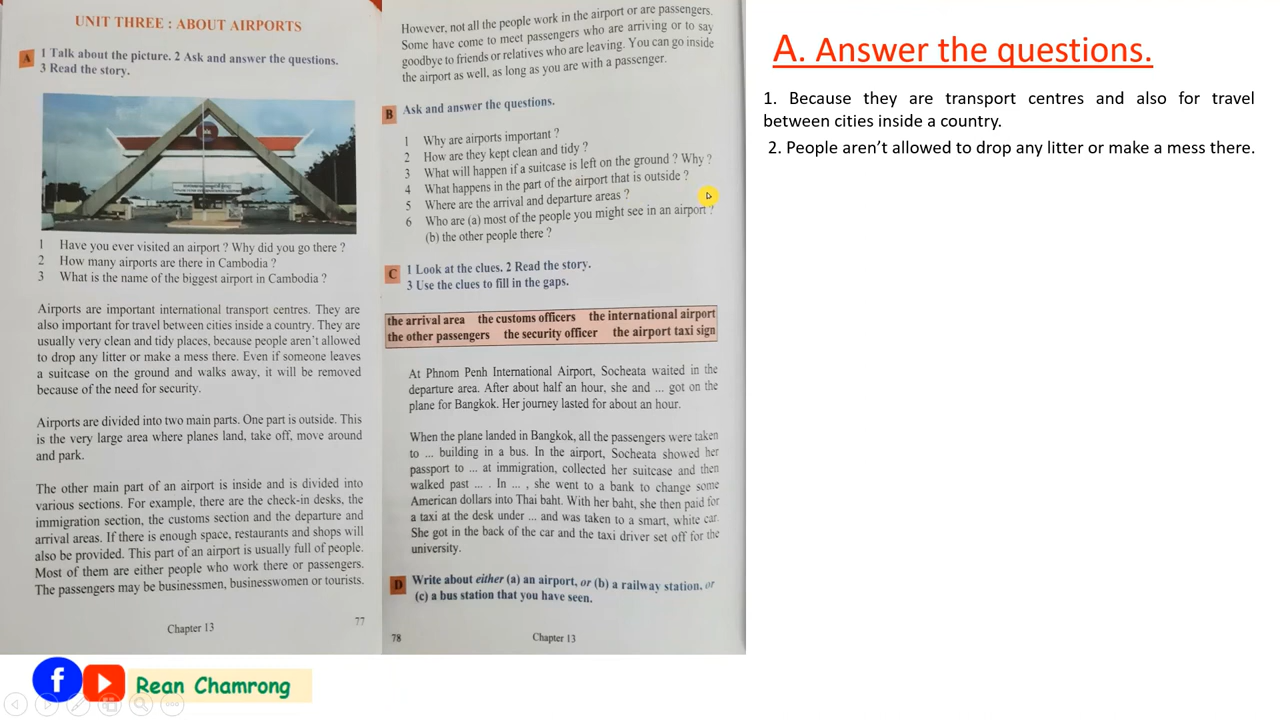 UNIT THREE : ABOUT AIRPORTS
A 1 Talk about the picture. 2 Ask and answer the questions.
3 Read the story.
1 Have you ever visited an airport ? Why did you go there ?
2 How many airports are there in Cambodia ?
3 What is the name of the biggest airport in Cambodia ?
Airports are important international transport centres. They are
also important for travel between cities inside a country. They are
usually very clean and tidy places, because people aren't allowed
to drop any litter or make a mess there. Even if someone leaves
a suitcase on the ground and walks away, it will be removed
because of the need for security.
Airports are divided into two main parts. One part is outside. This
is the very large area where planes land, take off, move around
and park.
The other main part of an airport is inside and is divided into
various sections. For example, there are the check-in desks, the
immigration section, the customs section and the departure and
arrival areas. If there is enough space, restaurants and shops will
also be provided. This part of an airport is usually full of people.
Most of them are either people who work there or passengers.
The passengers may be businessmen, businesswomen or tourists.
Chapter 13
77
However, not all the people work in the airport or are passengers.
Some have come to meet passengers who are arriving or to say
goodbye to friends or relatives who are leaving. You can go inside
the airport as well, as long as you are with a passenger.
B Ask and answer the questions.
1 Why are airports important ?
2 How are they kept clean and tidy ?
3 What will happen if a suitcase is left on the ground ? Why ?
4 What happens in the part of the airport that is outside ?
5 Where are the arrival and departure areas ?
6 Who are (a) most of the people you might see in an airport ?
(b) the other people there ?
C 1 Look at the clues. 2 Read the story.
3 Use the clues to fill in the gaps.
the arrival area the customs officers the international airport
the other passengers the security officer the airport taxi sign
At Phnom Penh International Airport, Socheata waited in the
departure area. After about half an hour, she and ... got on the
plane for Bangkok. Her journey lasted for about an hour.
When the plane landed in Bangkok, all the passengers were taken
to ... building in a bus. In the airport, Socheata showed her
passport to ... at immigration, collected her suitcase and then
walked past ... . In ... , she went to a bank to change some
American dollars into Thai baht. With her baht, she then paid for
a taxi at the desk under ... and was taken to a smart, white car.
She got in the back of the car and the taxi driver set off for the
university.
D Write about either (a) an airport, or (b) a railway station, or
(c) a bus station that you have seen.
78
Chapter 13
A. Answer the questions.
1. Because they are transport centres and also for travel
between cities inside a country.
2. People aren't allowed to drop any litter or make a mess there.
f
Rean Chamrong